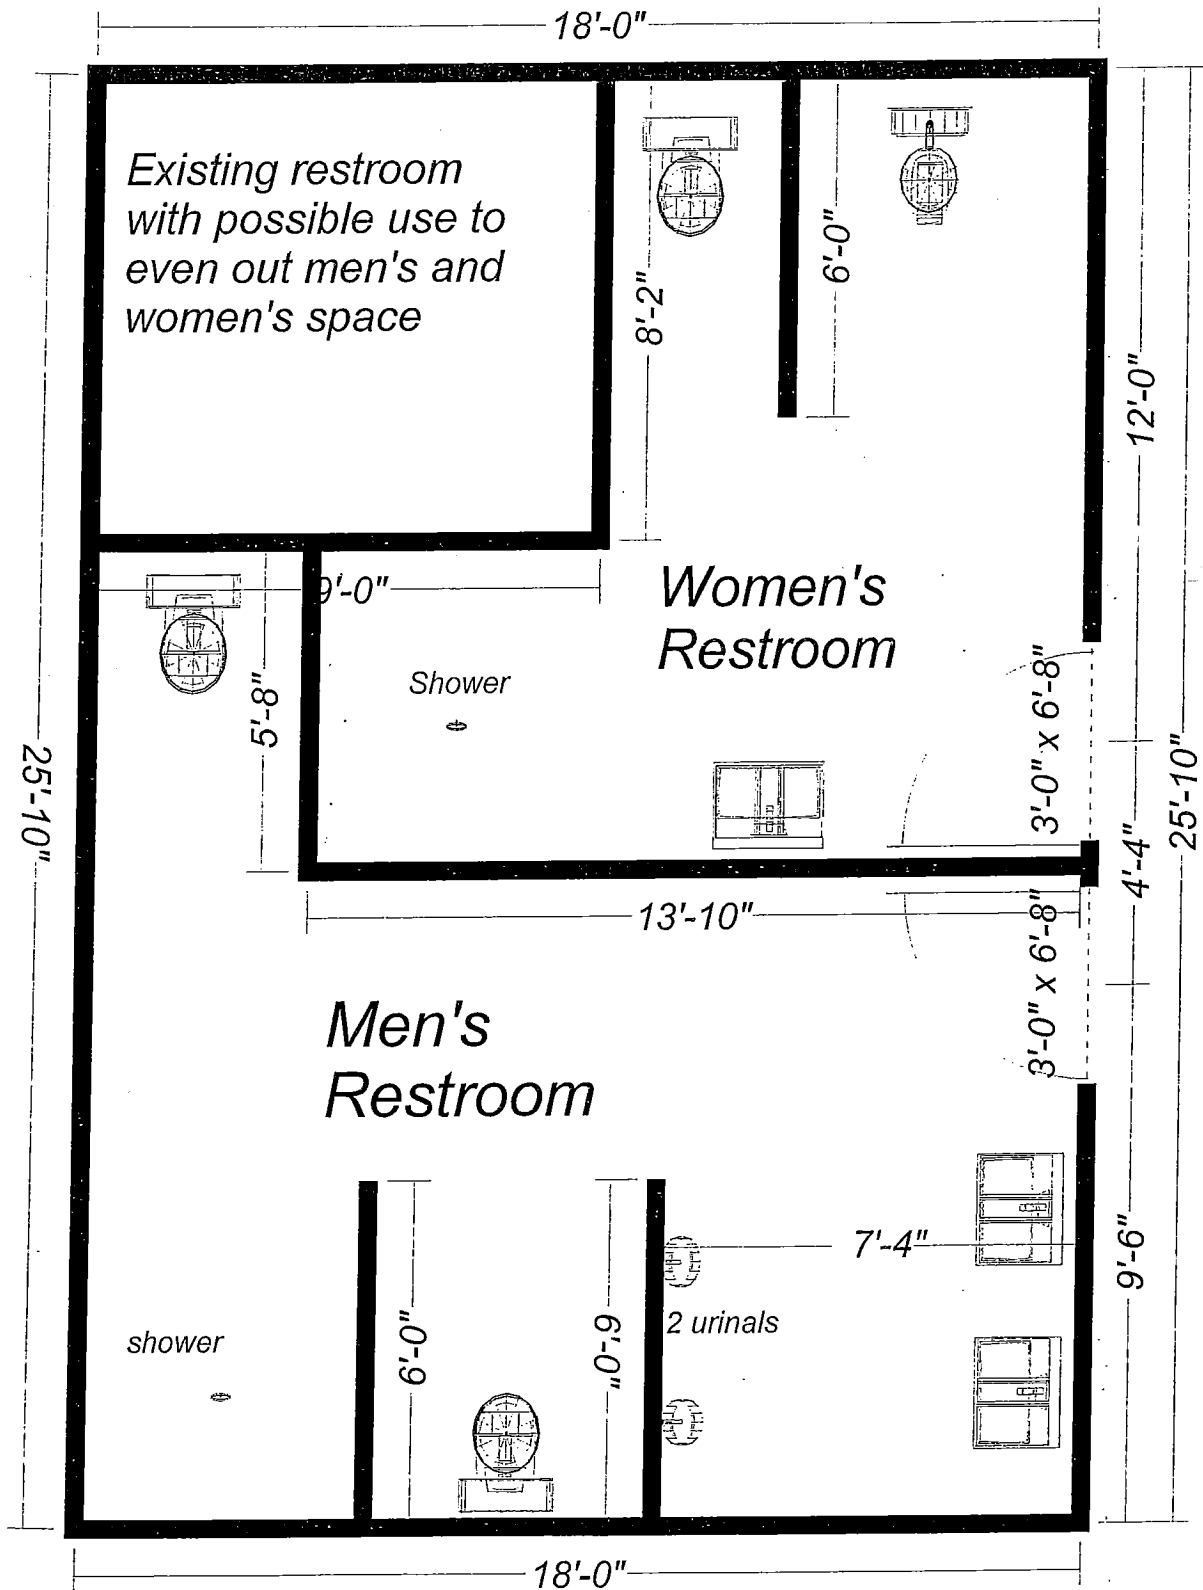 18'-0"
Existing restroom
with possible use to
even out men's and
women's space
8'-2"
6'-0"
12'-0"
9'-0"
Women's
Restroom
Shower
5'-8"
3'-0" x 6'-8"
25'-10"
25'-10"
4'-4"
13'-10"
3'-0" x 6'-8"
Men's
Restroom
7'-4"
9'-6"
shower
6'-0"
6'-0"
2 urinals
18'-0"